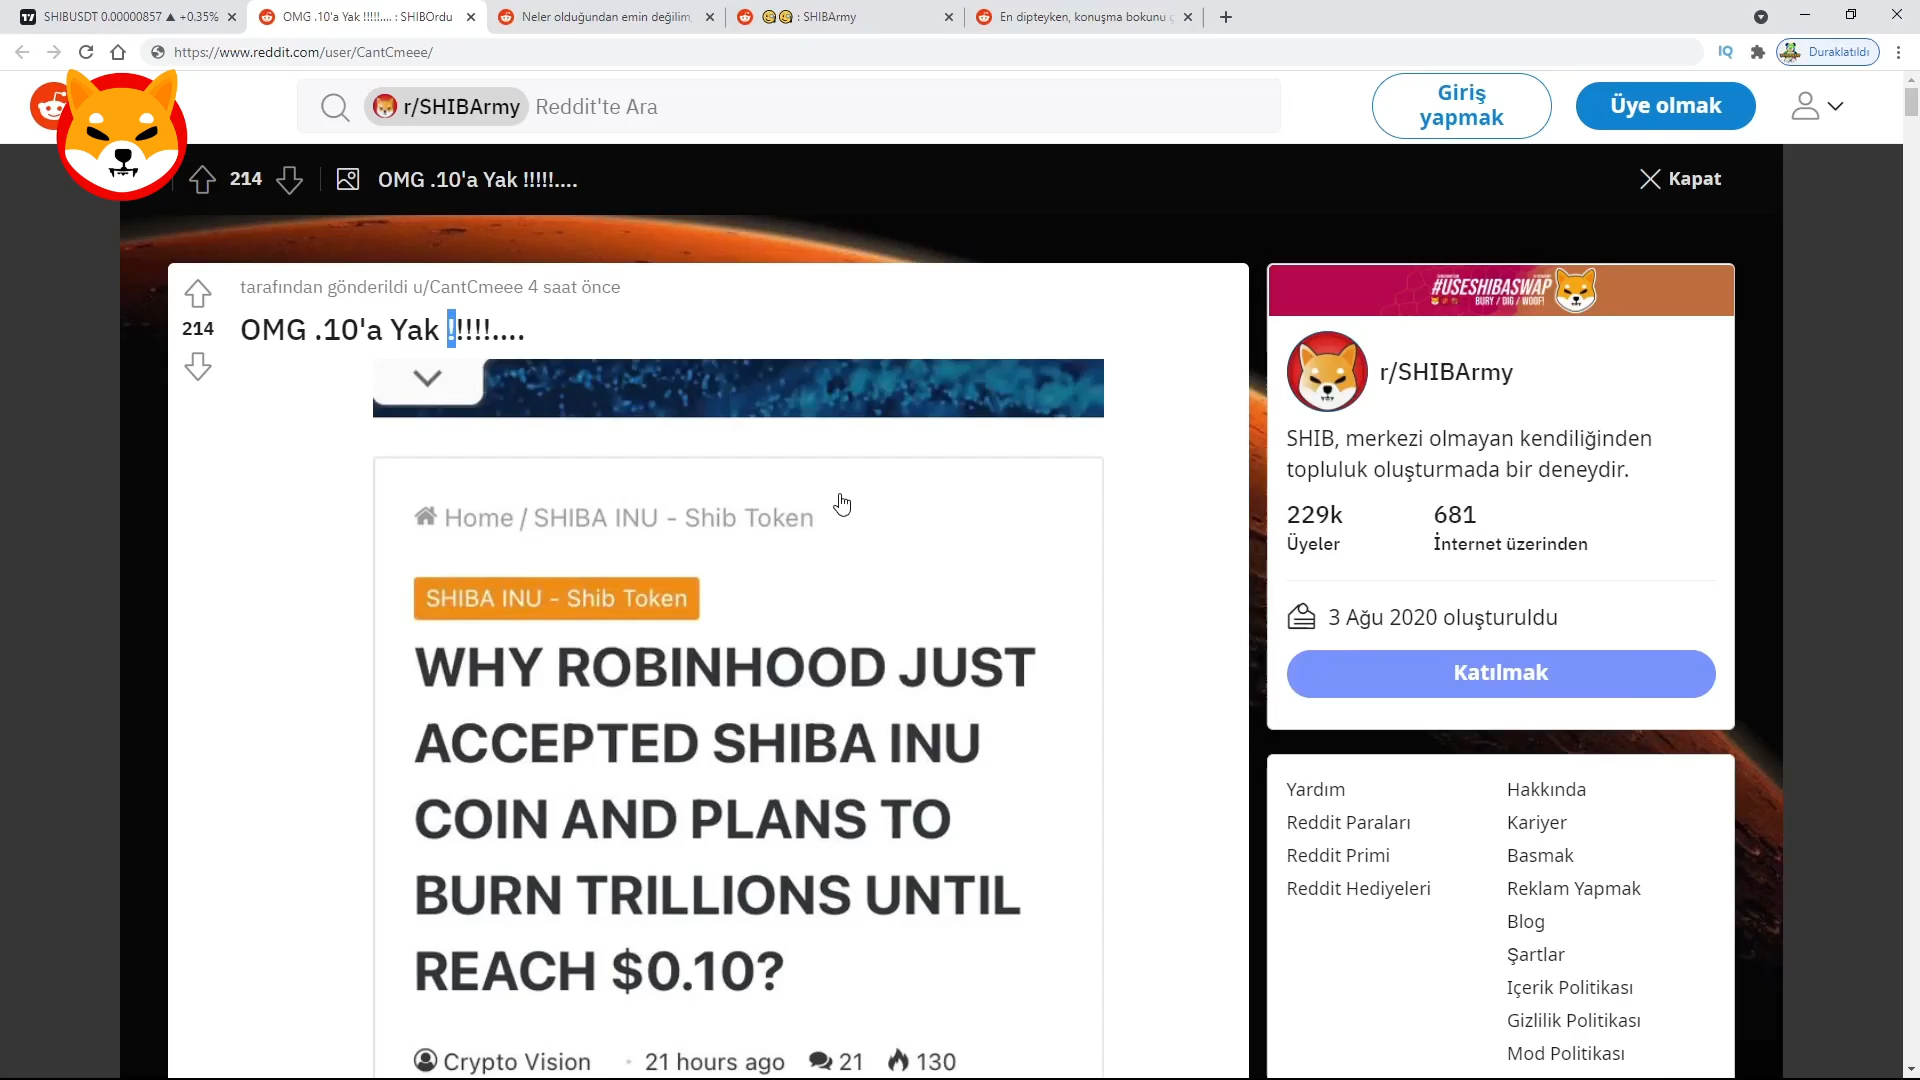 SHIBUSDT 0.00000857 ▲ +0.35%
OMG .10'a Yak !!!!!.... : SHIBOrdu
Neler olduğundan emin değilim,
: SHIBArmy
En dipteyken, konuşma bokunu
https://www.reddit.com/user/CantCmeee/
IQ
Duraklatıldı
r/SHIBArmy
Reddit'te Ara
Giriş
yapmak
Üye olmak
214
OMG .10'a Yak !!!!!....
Kapat
214
tarafından gönderildi u/CantCmeee 4 saat önce
OMG .10'a Yak !!!!!....
Home / SHIBA INU - Shib Token
SHIBA INU - Shib Token
WHY ROBINHOOD JUST
ACCEPTED SHIBA INU
COIN AND PLANS TO
BURN TRILLIONS UNTIL
REACH $0.10?
Crypto Vision · 21 hours ago 21 130
#USESHIBASWAP
BURY / DIG / WOOF!
r/SHIBArmy
SHIB, merkezi olmayan kendiliğinden
topluluk oluşturmada bir deneydir.
229k
Üyeler
681
İnternet üzerinden
3 Ağu 2020 oluşturuldu
Katılmak
Yardım
Reddit Paraları
Reddit Primi
Reddit Hediyeleri
Hakkında
Kariyer
Basmak
Reklam Yapmak
Blog
Şartlar
Içerik Politikası
Gizlilik Politikası
Mod Politikası